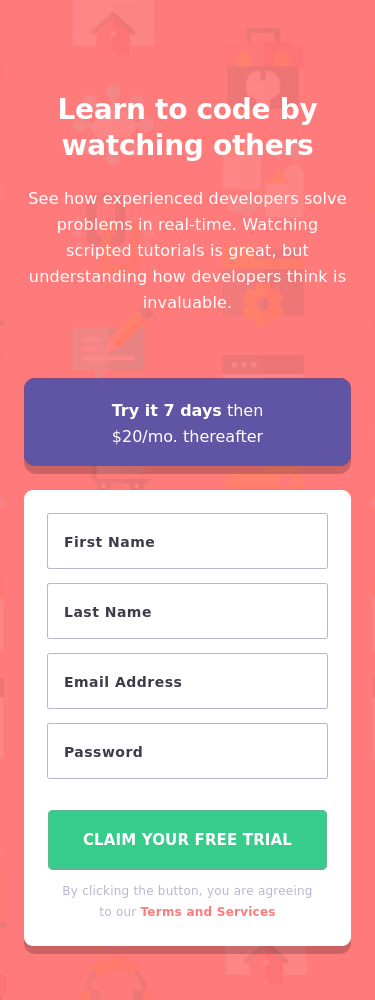 Learn to code by
watching others
See how experienced developers solve
problems in real-time. Watching
scripted tutorials is great, but
understanding how developers think is
invaluable.
Try it 7 days then
$20/mo. thereafter
First Name
Last Name
Email Address
Password
CLAIM YOUR FREE TRIAL
By clicking the button, you are agreeing
to our Terms and Services